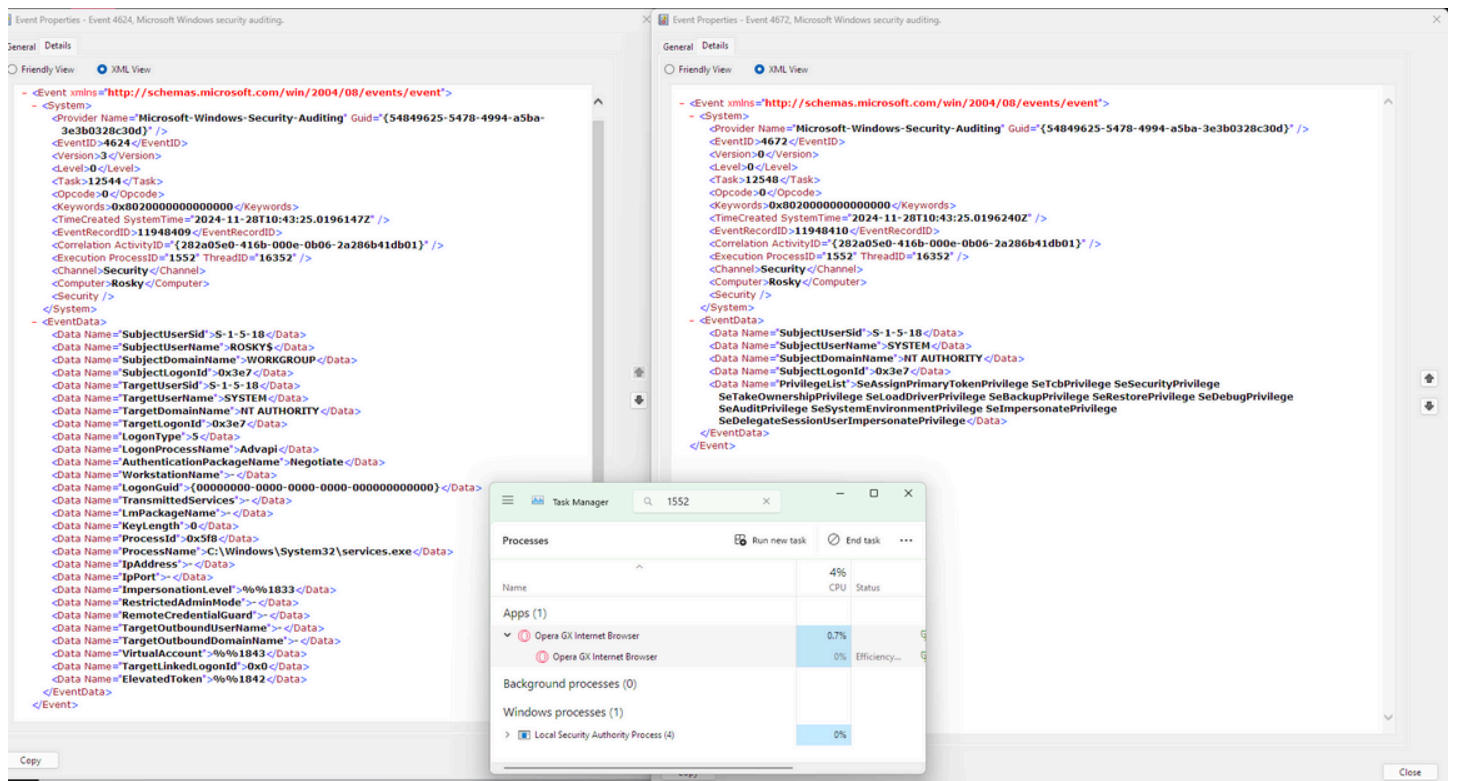 Event Properties - Event 4624, Microsoft Windows security auditing.
General Details
Friendly View XML View
- <Event xmlns="http://schemas.microsoft.com/win/2004/08/events/event">
- <System>
<Provider Name="Microsoft-Windows-Security-Auditing" Guid="{54849625-5478-4994-a5ba-
3e3b0328c30d}" />
<EventID>4624</EventID>
<Version>3</Version>
<Level>0</Level>
<Task>12544</Task>
<Opcode>0</Opcode>
<Keywords>0x8020000000000000</Keywords>
<TimeCreated SystemTime="2024-11-28T10:43:25.0196147Z" />
<EventRecordID>11948409</EventRecordID>
<Correlation ActivityID="{282a05e0-416b-000e-0b06-2a286b41db01}" />
<Execution ProcessID="1552" ThreadID="16352" />
<Channel>Security</Channel>
<Computer>Rosky</Computer>
<Security />
</System>
- <EventData>
<Data Name="SubjectUserSid">S-1-5-18</Data>
<Data Name="SubjectUserName">ROSKY$</Data>
<Data Name="SubjectDomainName">WORKGROUP</Data>
<Data Name="SubjectLogonId">0x3e7</Data>
<Data Name="TargetUserSid">S-1-5-18</Data>
<Data Name="TargetUserName">SYSTEM</Data>
<Data Name="TargetDomainName">NT AUTHORITY</Data>
<Data Name="TargetLogonId">0x3e7</Data>
<Data Name="LogonType">5</Data>
<Data Name="LogonProcessName">Advapi</Data>
<Data Name="AuthenticationPackageName">Negotiate</Data>
<Data Name="WorkstationName">-</Data>
<Data Name="LogonGuid">{00000000-0000-0000-0000-000000000000}</Data>
<Data Name="TransmittedServices">-</Data>
<Data Name="LmPackageName">-</Data>
<Data Name="KeyLength">0</Data>
<Data Name="ProcessId">0x5f8</Data>
<Data Name="ProcessName">C:\Windows\System32\services.exe</Data>
<Data Name="IpAddress">-</Data>
<Data Name="IpPort">-</Data>
<Data Name="ImpersonationLevel">%%1833</Data>
<Data Name="RestrictedAdminMode">-</Data>
<Data Name="RemoteCredentialGuard">-</Data>
<Data Name="TargetOutboundUserName">-</Data>
<Data Name="TargetOutboundDomainName">-</Data>
<Data Name="VirtualAccount">%%1843</Data>
<Data Name="TargetLinkedLogonId">0x0</Data>
<Data Name="ElevatedToken">%%1842</Data>
</EventData>
</Event>
Copy
Event Properties - Event 4672, Microsoft Windows security auditing.
General Details
Friendly View XML View
- <Event xmlns="http://schemas.microsoft.com/win/2004/08/events/event">
- <System>
<Provider Name="Microsoft-Windows-Security-Auditing" Guid="{54849625-5478-4994-a5ba-3e3b0328c30d}" />
<EventID>4672</EventID>
<Version>0</Version>
<Level>0</Level>
<Task>12548</Task>
<Opcode>0</Opcode>
<Keywords>0x8020000000000000</Keywords>
<TimeCreated SystemTime="2024-11-28T10:43:25.0196240Z" />
<EventRecordID>11948410</EventRecordID>
<Correlation ActivityID="{282a05e0-416b-000e-0b06-2a286b41db01}" />
<Execution ProcessID="1552" ThreadID="16352" />
<Channel>Security</Channel>
<Computer>Rosky</Computer>
<Security />
</System>
- <EventData>
<Data Name="SubjectUserSid">S-1-5-18</Data>
<Data Name="SubjectUserName">SYSTEM</Data>
<Data Name="SubjectDomainName">NT AUTHORITY</Data>
<Data Name="SubjectLogonId">0x3e7</Data>
<Data Name="PrivilegeList">SeAssignPrimaryTokenPrivilege SeTcbPrivilege SeSecurityPrivilege
SeTakeOwnershipPrivilege SeLoadDriverPrivilege SeBackupPrivilege SeRestorePrivilege SeDebugPrivilege
SeAuditPrivilege SeSystemEnvironmentPrivilege SeImpersonatePrivilege
SeDelegateSessionUserImpersonatePrivilege</Data>
</EventData>
</Event>
Close
Task Manager 1552
Processes Run new task End task
4%
Name CPU Status
Apps (1)
Opera GX Internet Browser 0.7%
Opera GX Internet Browser 0% Efficiency...
Background processes (0)
Windows processes (1)
Local Security Authority Process (4) 0%